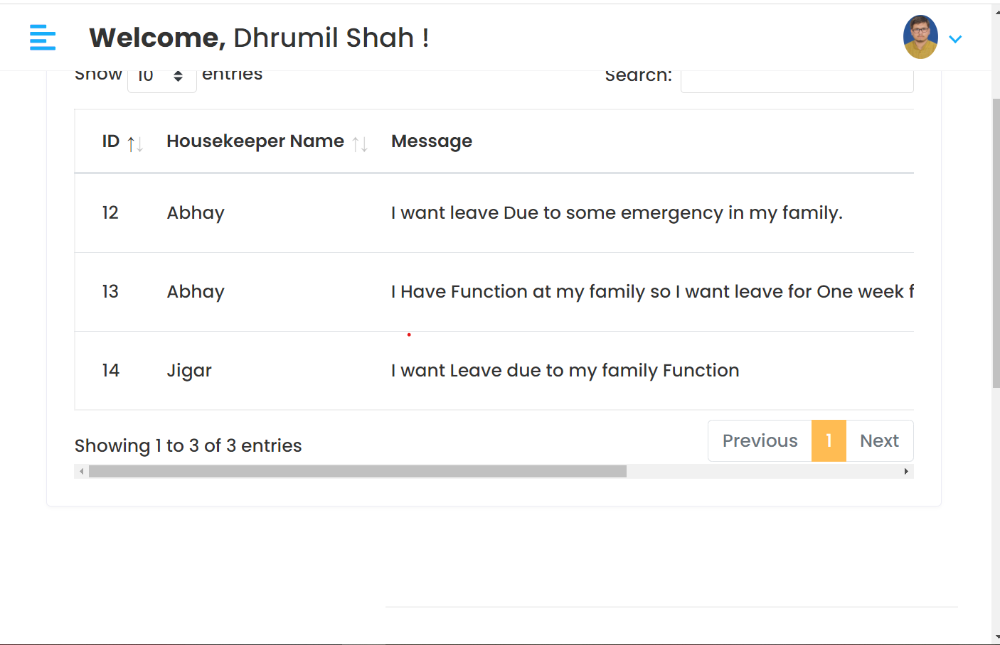 Welcome, Dhrumil Shah !
Show 10 entries Search:
ID Housekeeper Name Message
12 Abhay I want leave Due to some emergency in my family.
13 Abhay I Have Function at my family so I want leave for One week f
14 Jigar I want Leave due to my family Function
Showing 1 to 3 of 3 entries Previous 1 Next